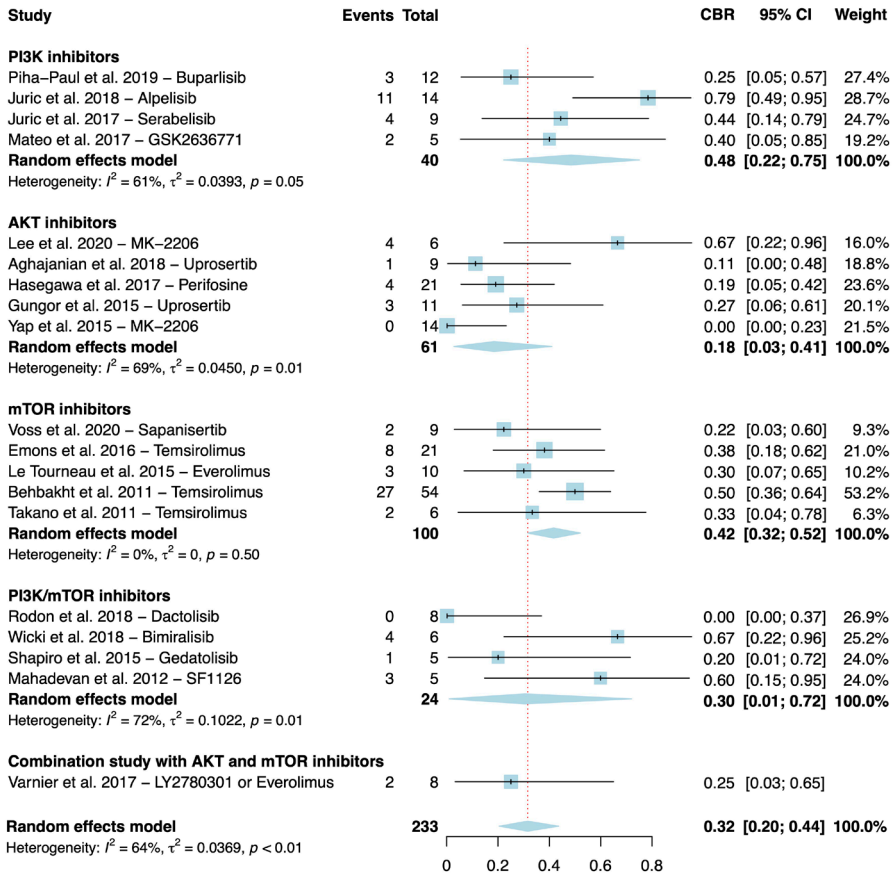 Study Events Total CBR 95% CI Weight
PI3K inhibitors
Piha−Paul et al. 2019 − Buparlisib 3 12 0.25 [0.05; 0.57] 27.4%
Juric et al. 2018 − Alpelisib 11 14 0.79 [0.49; 0.95] 28.7%
Juric et al. 2017 − Serabelisib 4 9 0.44 [0.14; 0.79] 24.7%
Mateo et al. 2017 − GSK2636771 2 5 0.40 [0.05; 0.85] 19.2%
Random effects model 40 0.48 [0.22; 0.75] 100.0%
Heterogeneity: I² = 61%, τ² = 0.0393, p = 0.05
AKT inhibitors
Lee et al. 2020 − MK−2206 4 6 0.67 [0.22; 0.96] 16.0%
Aghajanian et al. 2018 − Uprosertib 1 9 0.11 [0.00; 0.48] 18.8%
Hasegawa et al. 2017 − Perifosine 4 21 0.19 [0.05; 0.42] 23.6%
Gungor et al. 2015 − Uprosertib 3 11 0.27 [0.06; 0.61] 20.1%
Yap et al. 2015 − MK−2206 0 14 0.00 [0.00; 0.23] 21.5%
Random effects model 61 0.18 [0.03; 0.41] 100.0%
Heterogeneity: I² = 69%, τ² = 0.0450, p = 0.01
mTOR inhibitors
Voss et al. 2020 − Sapanisertib 2 9 0.22 [0.03; 0.60] 9.3%
Emons et al. 2016 − Temsirolimus 8 21 0.38 [0.18; 0.62] 21.0%
Le Tourneau et al. 2015 − Everolimus 3 10 0.30 [0.07; 0.65] 10.2%
Behbakht et al. 2011 − Temsirolimus 27 54 0.50 [0.36; 0.64] 53.2%
Takano et al. 2011 − Temsirolimus 2 6 0.33 [0.04; 0.78] 6.3%
Random effects model 100 0.42 [0.32; 0.52] 100.0%
Heterogeneity: I² = 0%, τ² = 0, p = 0.50
PI3K/mTOR inhibitors
Rodon et al. 2018 − Dactolisib 0 8 0.00 [0.00; 0.37] 26.9%
Wicki et al. 2018 − Bimiralisib 4 6 0.67 [0.22; 0.96] 25.2%
Shapiro et al. 2015 − Gedatolisib 1 5 0.20 [0.01; 0.72] 24.0%
Mahadevan et al. 2012 − SF1126 3 5 0.60 [0.15; 0.95] 24.0%
Random effects model 24 0.30 [0.01; 0.72] 100.0%
Heterogeneity: I² = 72%, τ² = 0.1022, p = 0.01
Combination study with AKT and mTOR inhibitors
Varnier et al. 2017 − LY2780301 or Everolimus 2 8 0.25 [0.03; 0.65]
Random effects model 233 0.32 [0.20; 0.44] 100.0%
Heterogeneity: I² = 64%, τ² = 0.0369, p < 0.01
0 0.2 0.4 0.6 0.8